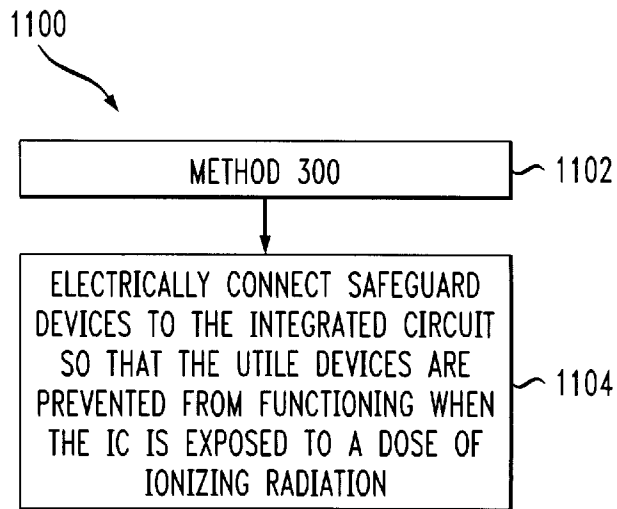 1100
METHOD 300
1102
ELECTRICALLY CONNECT SAFEGUARD
DEVICES TO THE INTEGRATED CIRCUIT
SO THAT THE UTILE DEVICES ARE
PREVENTED FROM FUNCTIONING WHEN
THE IC IS EXPOSED TO A DOSE OF
IONIZING RADIATION
1104